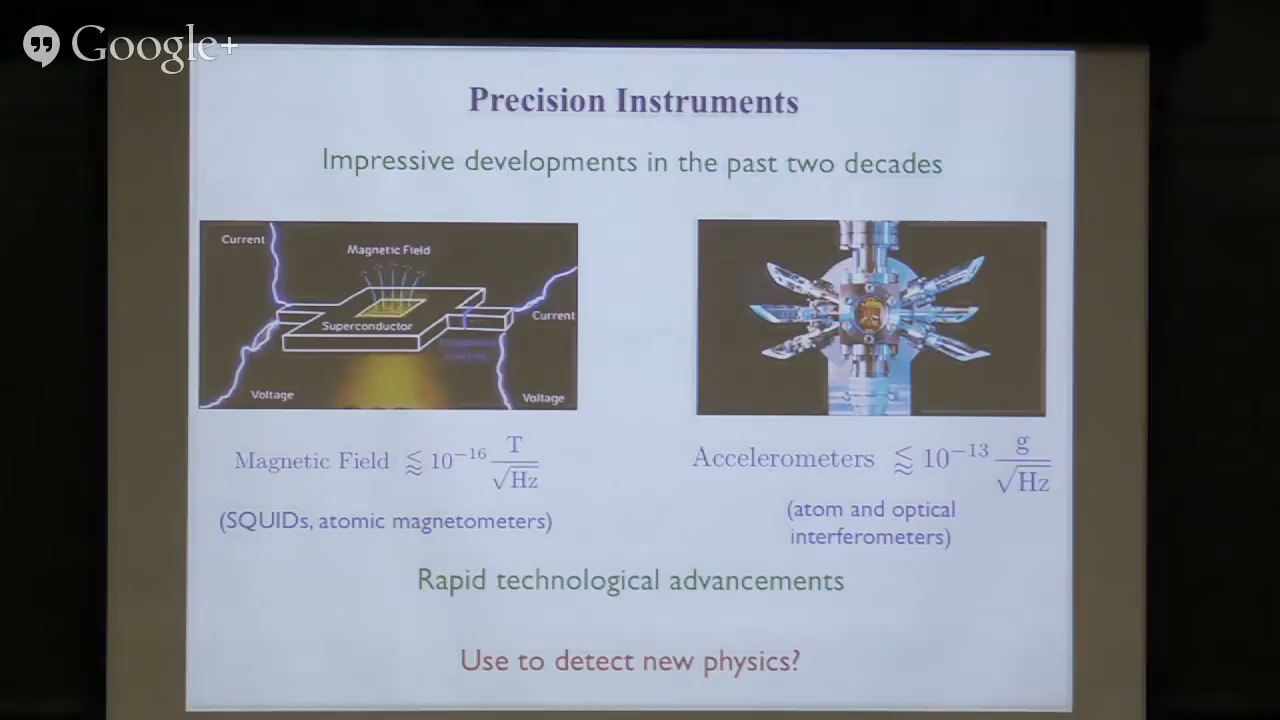 Google+
Precision Instruments
Impressive developments in the past two decades
Current
Magnetic Field
Superconductor
Current
Voltage
Voltage
Magnetic Field ⪅ 10⁻¹⁶ T/√Hz
Accelerometers ⪅ 10⁻¹³ g/√Hz
(SQUIDs, atomic magnetometers)
(atom and optical
interferometers)
Rapid technological advancements
Use to detect new physics?